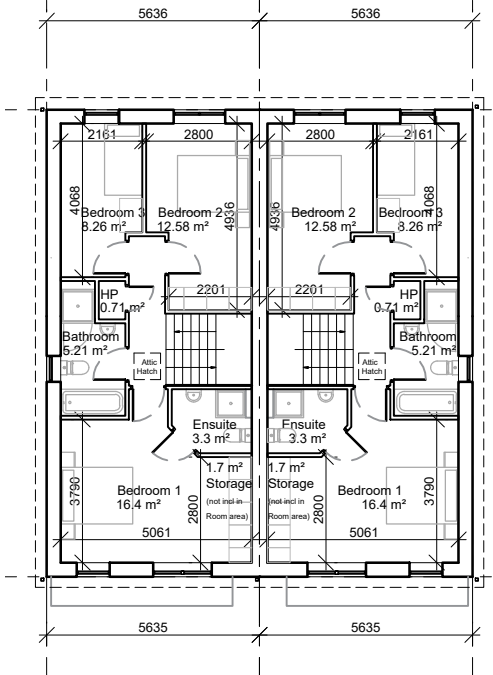 5636 5636
2161 2800 2800 2161
4068 4936 4936 4068
Bedroom 3 Bedroom 2 Bedroom 2 Bedroom 3
8.26 m² 12.58 m² 12.58 m² 8.26 m²
HP 2201 2201 HP
0.71 m² 0.71 m²
Bathroom Bathroom
5.21 m² 5.21 m²
Attic Attic
Hatch Hatch
Ensuite Ensuite
3.3 m² 3.3 m²
1.7 m² 1.7 m²
Storage Storage
3790 2800 2800 3790
Bedroom 1 Bedroom 1
16.4 m² 16.4 m²
(not incl in (not incl in
Room area) Room area)
5061 5061
5635 5635